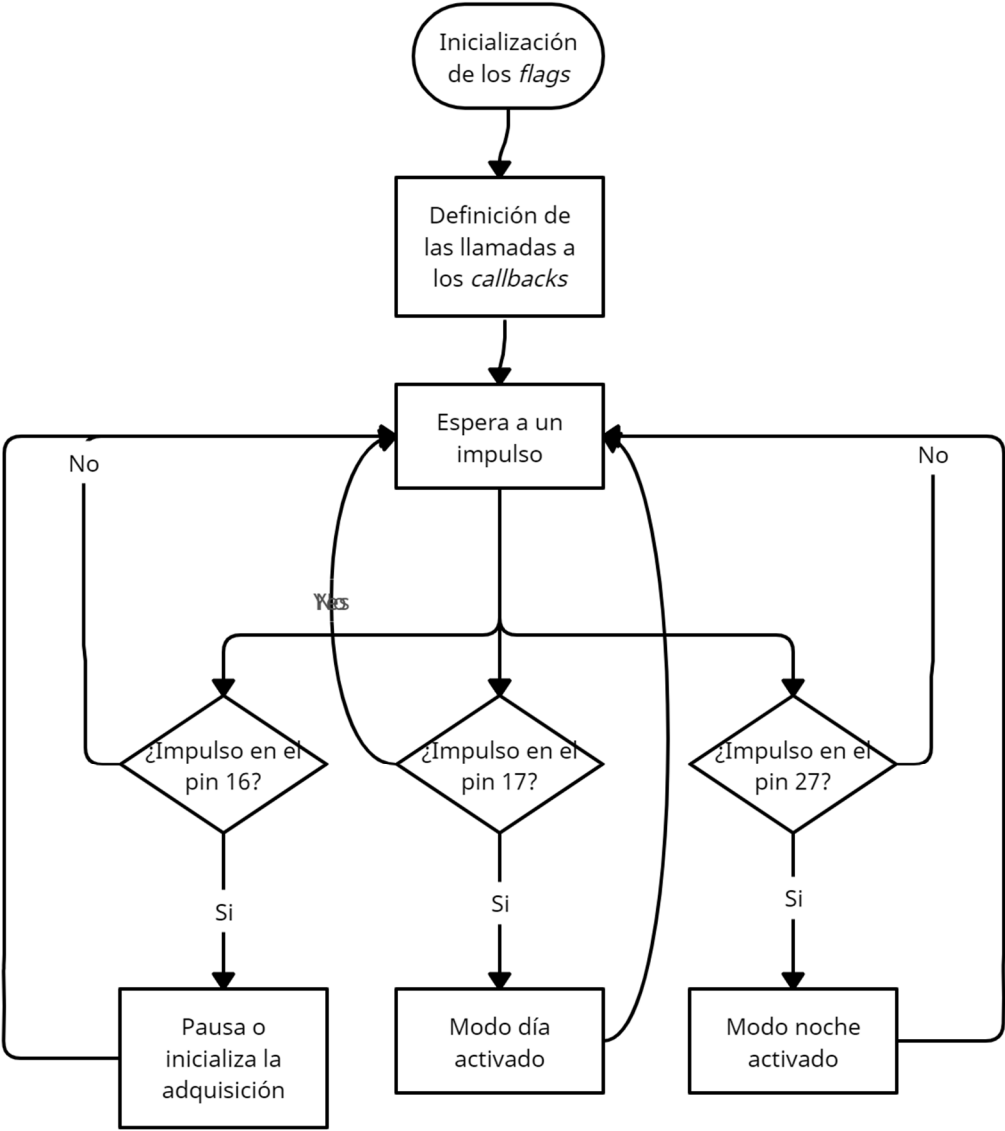 Inicialización
de los flags
Definición de
las llamadas a
los callbacks
Espera a un
impulso
No
No
¿Impulso en el
pin 16?
¿Impulso en el
pin 17?
¿Impulso en el
pin 27?
Si
Si
Si
Pausa o
inicializa la
adquisición
Modo día
activado
Modo noche
activado